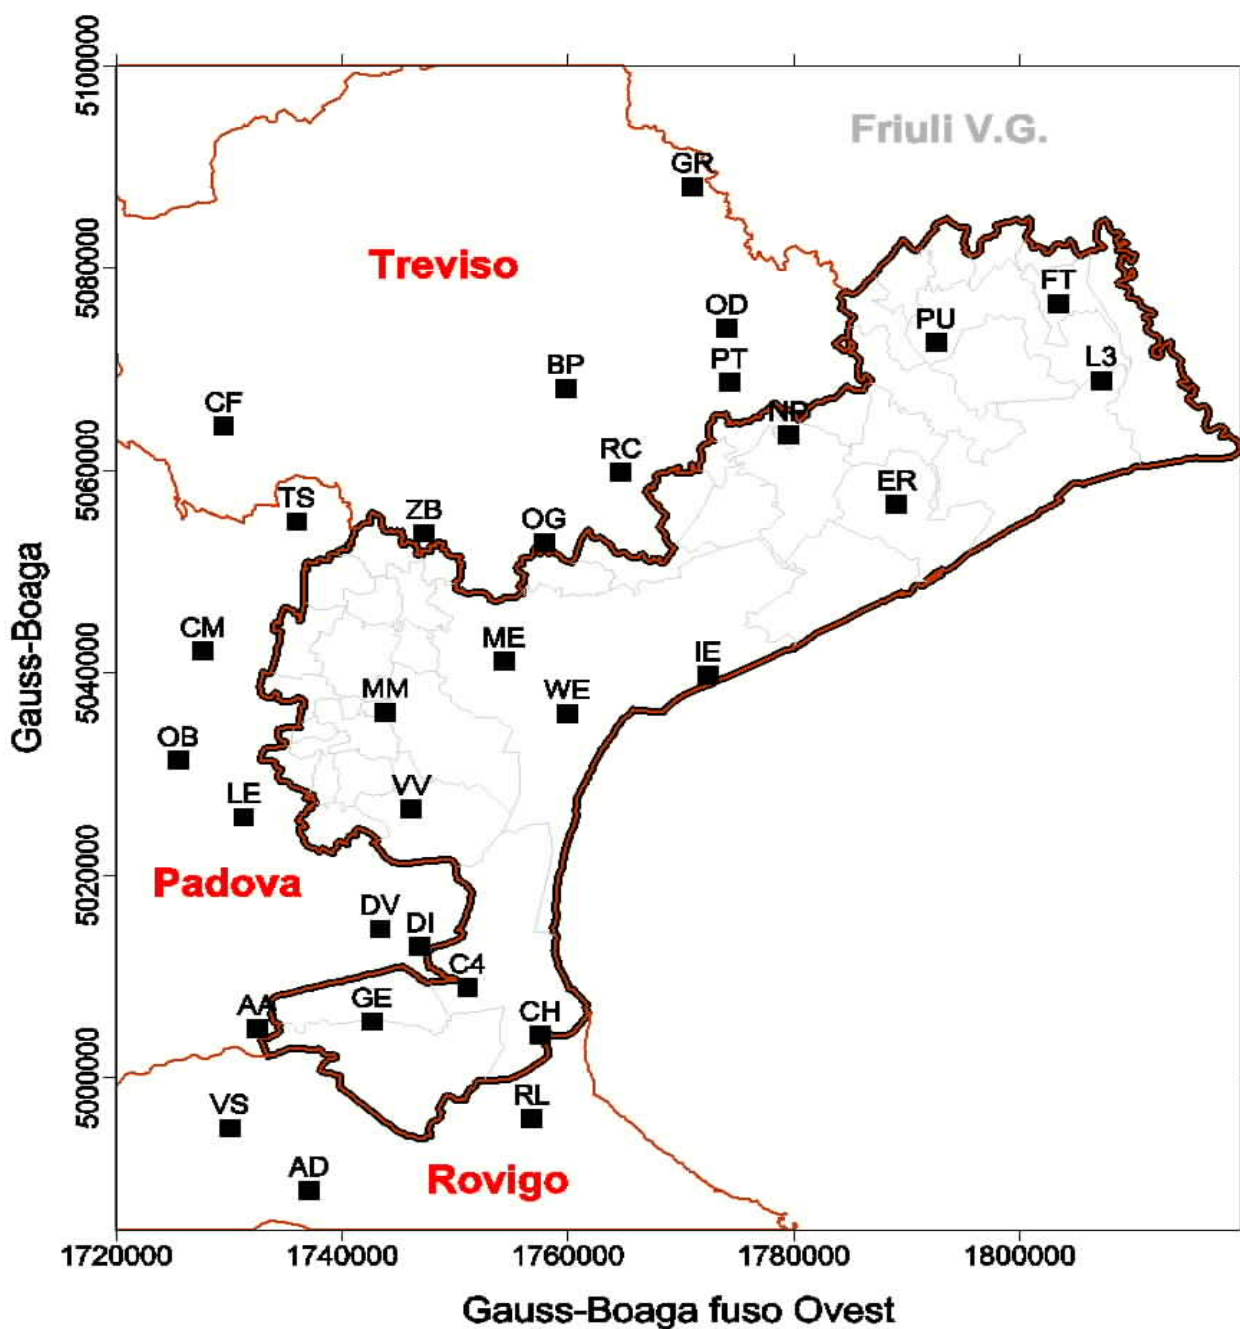 5100000
Friuli V.G.
GR
Treviso
5080000
FT
OD
PU
PT
L3
BP
CF
NP
RC
5060000
ER
TS
ZB
OG
CM
ME
IE
5040000
MM
WE
OB
VV
LE
5020000
Padova
DV
DI
C4
AA
GE
CH
5000000
VS
RL
AD
Rovigo
Gauss-Boaga
1720000 1740000 1760000 1780000 1800000
Gauss-Boaga fuso Ovest